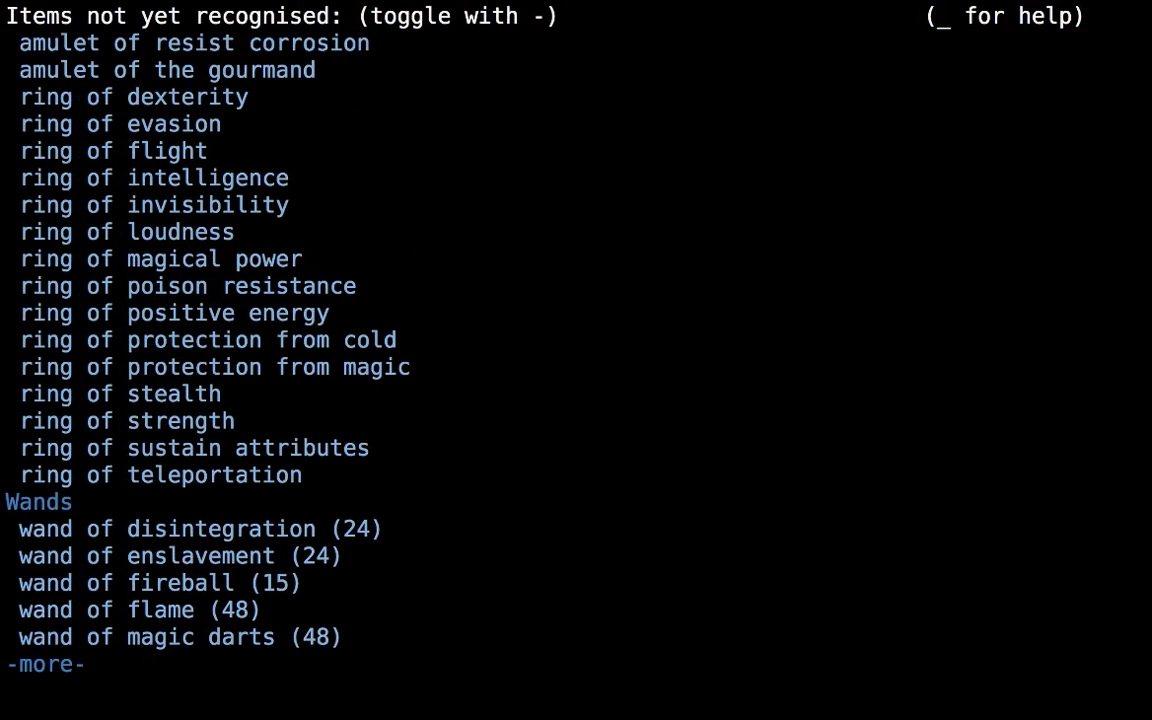 Items not yet recognised: (toggle with -) (_ for help)
amulet of resist corrosion
amulet of the gourmand
ring of dexterity
ring of evasion
ring of flight
ring of intelligence
ring of invisibility
ring of loudness
ring of magical power
ring of poison resistance
ring of positive energy
ring of protection from cold
ring of protection from magic
ring of stealth
ring of strength
ring of sustain attributes
ring of teleportation
Wands
wand of disintegration (24)
wand of enslavement (24)
wand of fireball (15)
wand of flame (48)
wand of magic darts (48)
-more-